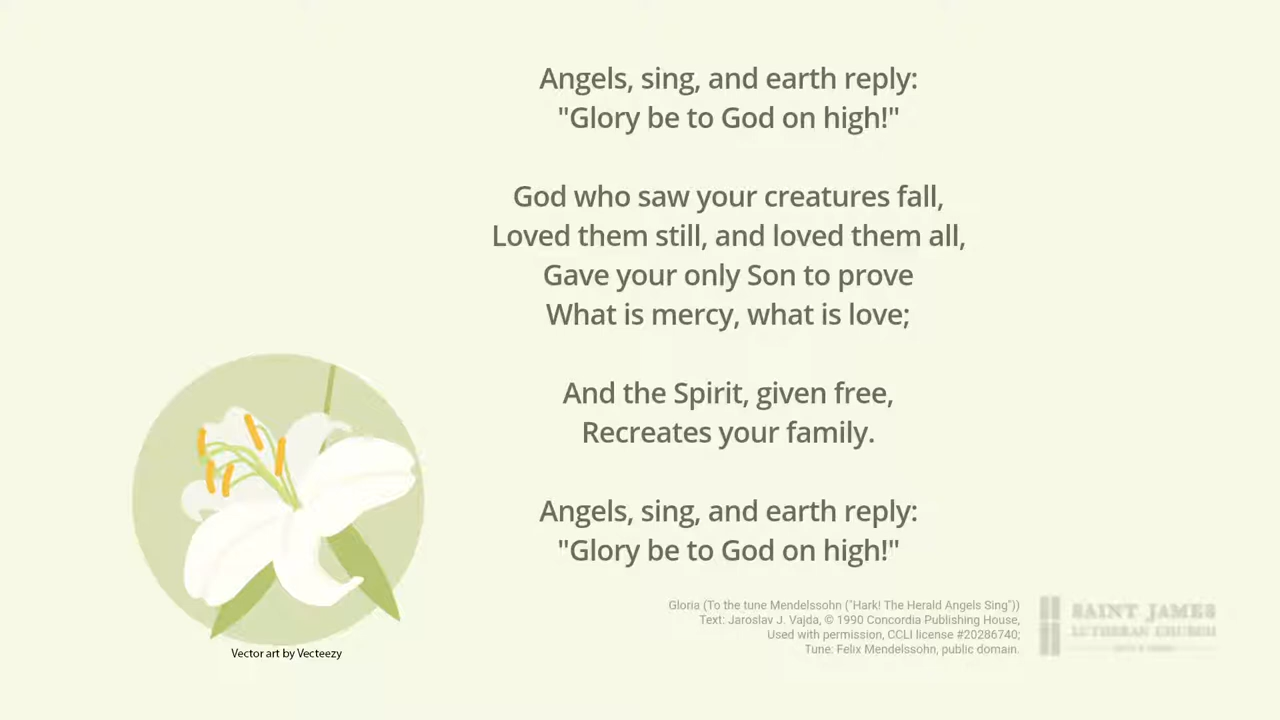 Angels, sing, and earth reply:
"Glory be to God on high!"
God who saw your creatures fall,
Loved them still, and loved them all,
Gave your only Son to prove
What is mercy, what is love;
And the Spirit, given free,
Recreates your family.
Angels, sing, and earth reply:
"Glory be to God on high!"
Vector art by Vecteezy
Gloria (To the tune Mendelssohn ("Hark! The Herald Angels Sing"))
Text: Jaroslav J. Vajda, © 1990 Concordia Publishing House,
Used with permission, CCLI license #20286740;
Tune: Felix Mendelssohn, public domain.
SAINT JAMES
LUTHERAN CHURCH